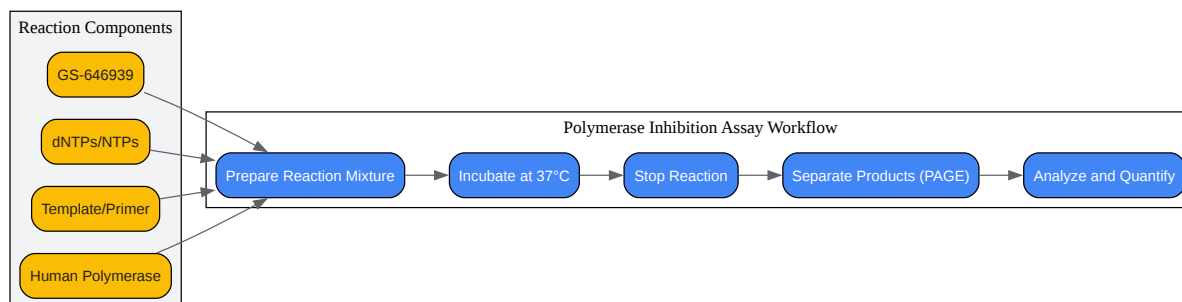 Reaction Components
GS-646939
dNTPs/NTPs
Template/Primer
Human Polymerase
Polymerase Inhibition Assay Workflow
Prepare Reaction Mixture
Incubate at 37°C
Stop Reaction
Separate Products (PAGE)
Analyze and Quantify